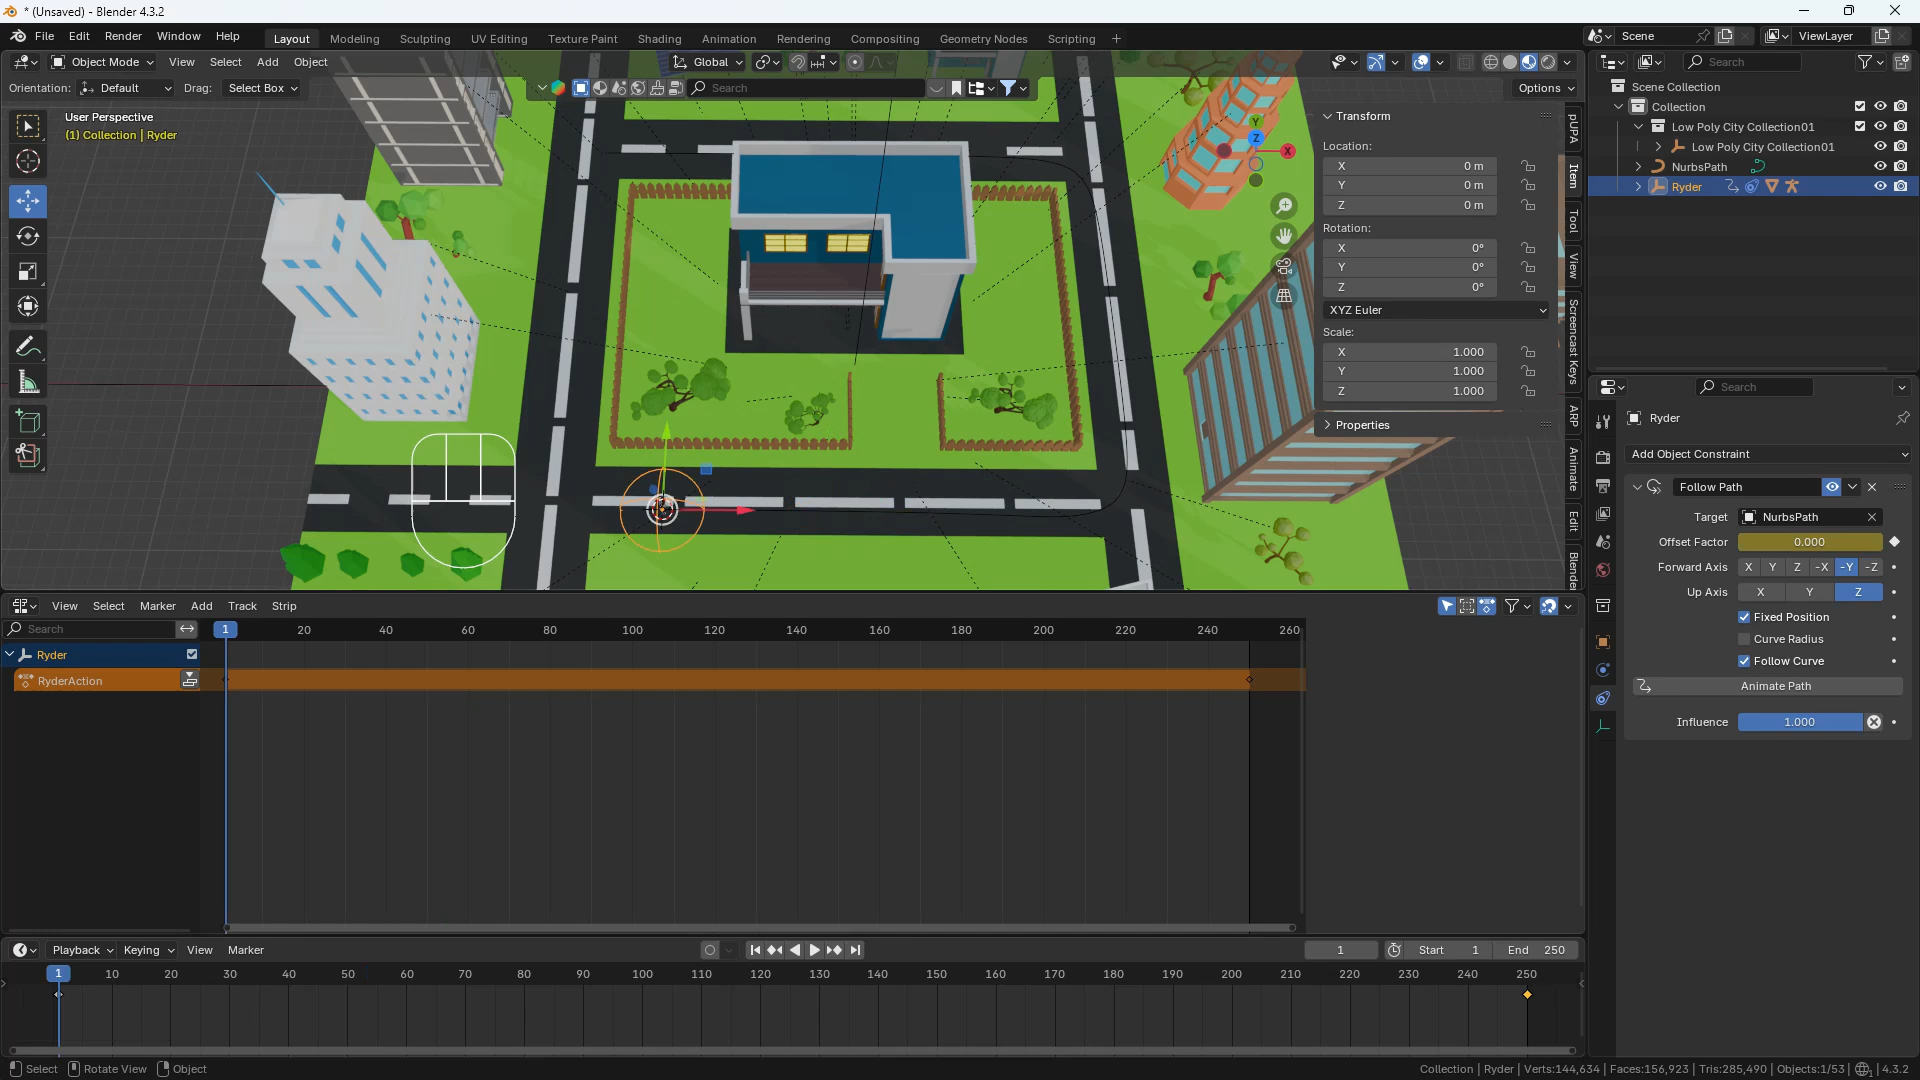 * (Unsaved) - Blender 4.3.2
File Edit Render Window Help
Layout Modeling Sculpting UV Editing Texture Paint Shading Animation Rendering Compositing Geometry Nodes Scripting +
Scene
ViewLayer
Object Mode View Select Add Object
Global
Search
Orientation: Default Drag: Select Box
Search
Options
User Perspective
(1) Collection | Ryder
Transform
Location:
X 0 m
Y 0 m
Z 0 m
Rotation:
X 0°
Y 0°
Z 0°
XYZ Euler
Scale:
X 1.000
Y 1.000
Z 1.000
Properties
Y
Z
X
pUPA
Item
Tool
View
Screencast Keys
ARP
Animate
Edit
Blende
Scene Collection
Collection
Low Poly City Collection01
Low Poly City Collection01
NurbsPath
Ryder
Search
Ryder
Add Object Constraint
Follow Path
Target NurbsPath
Offset Factor 0.000
Forward Axis X Y Z -X -Y -Z
Up Axis X Y Z
Fixed Position
Curve Radius
Follow Curve
Animate Path
Influence 1.000
View Select Marker Add Track Strip
Search
1 20 40 60 80 100 120 140 160 180 200 220 240 260
Ryder
RyderAction
Playback Keying View Marker
1 Start 1 End 250
1 10 20 30 40 50 60 70 80 90 100 110 120 130 140 150 160 170 180 190 200 210 220 230 240 250
Select Rotate View Object
Collection | Ryder | Verts:144,634 | Faces:156,923 | Tris:285,490 | Objects:1/53 | 1 | 4.3.2